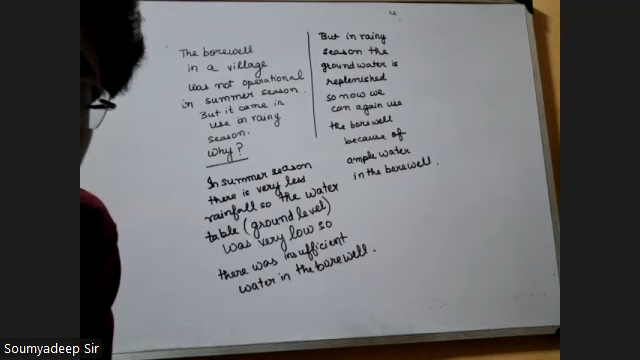 The borewell
in a village
was not operational
in summer season.
But it came in
use in rainy
season.
Why?
In summer season
there is very less
rainfall so the water
table (ground level)
was very low so
there was insufficient
water in the borewell.
But in rainy
season the
groundwater is
replenished
so now we
can again use
the borewell
because of
ample water
in the borewell.
Soumyadeep Sir